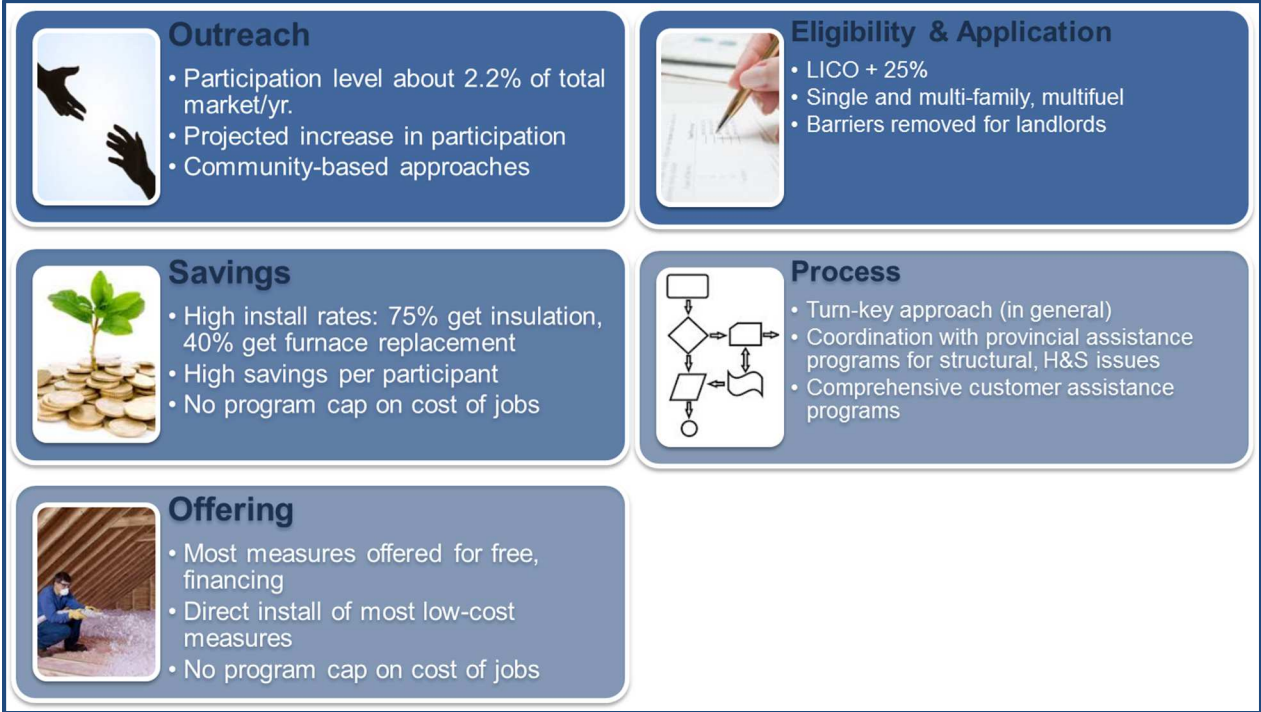 Outreach
• Participation level about 2.2% of total
market/yr.
• Projected increase in participation
• Community-based approaches
Eligibility & Application
• LICO + 25%
• Single and multi-family, multifuel
• Barriers removed for landlords
Savings
• High install rates: 75% get insulation,
40% get furnace replacement
• High savings per participant
• No program cap on cost of jobs
Process
• Turn-key approach (in general)
• Coordination with provincial assistance
programs for structural, H&S issues
• Comprehensive customer assistance
programs
Offering
• Most measures offered for free,
financing
• Direct install of most low-cost
measures
• No program cap on cost of jobs